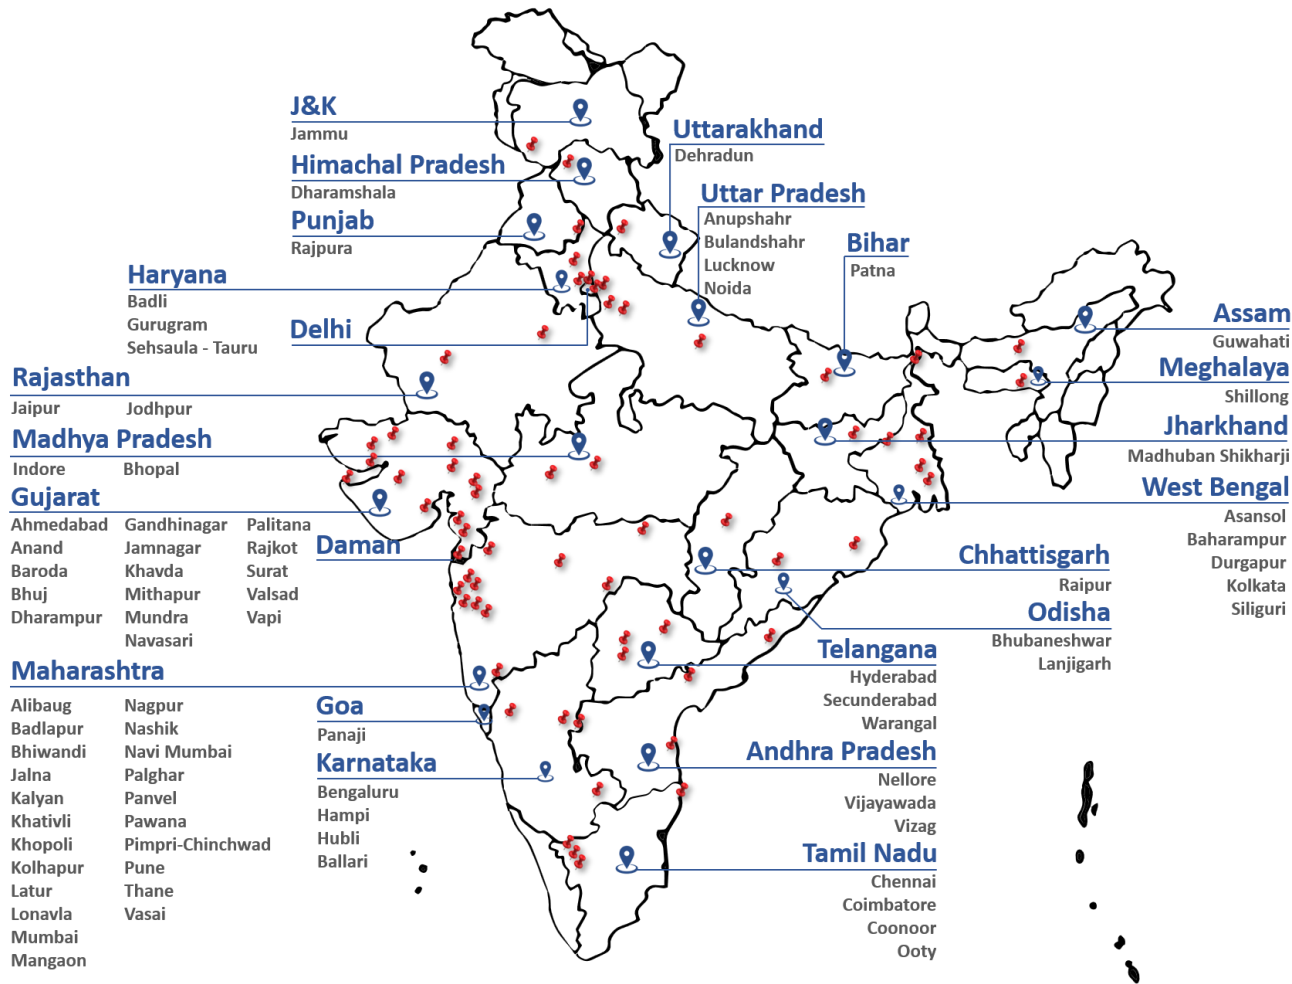 J&K
Jammu
Himachal Pradesh
Dharamshala
Punjab
Rajpura
Haryana
Badli
Gurugram
Sehsaula - Tauru
Delhi
Uttarakhand
Dehradun
Uttar Pradesh
Anupshahr
Bulandshahr
Lucknow
Noida
Bihar
Patna
Assam
Guwahati
Meghalaya
Shillong
Jharkhand
Madhuban Shikharji
West Bengal
Asansol
Baharampur
Durgapur
Kolkata
Siliguri
Rajasthan
Jaipur Jodhpur
Madhya Pradesh
Indore Bhopal
Gujarat
Ahmedabad Gandhinagar Palitana
Anand Jamnagar Rajkot
Baroda Khavda Surat
Bhuj Mithapur Valsad
Dharampur Mundra Vapi
Navasari
Daman
Chhattisgarh
Raipur
Odisha
Bhubaneshwar
Lanjigarh
Telangana
Hyderabad
Secunderabad
Warangal
Maharashtra
Alibaug Nagpur
Badlapur Nashik
Bhiwandi Navi Mumbai
Jalna Palghar
Kalyan Panvel
Khativli Pawana
Khopoli Pimpri-Chinchwad
Kolhapur Pune
Latur Thane
Lonavla Vasai
Mumbai
Mangaon
Goa
Panaji
Karnataka
Bengaluru
Hampi
Hubli
Ballari
Andhra Pradesh
Nellore
Vijayawada
Vizag
Tamil Nadu
Chennai
Coimbatore
Coonoor
Ooty